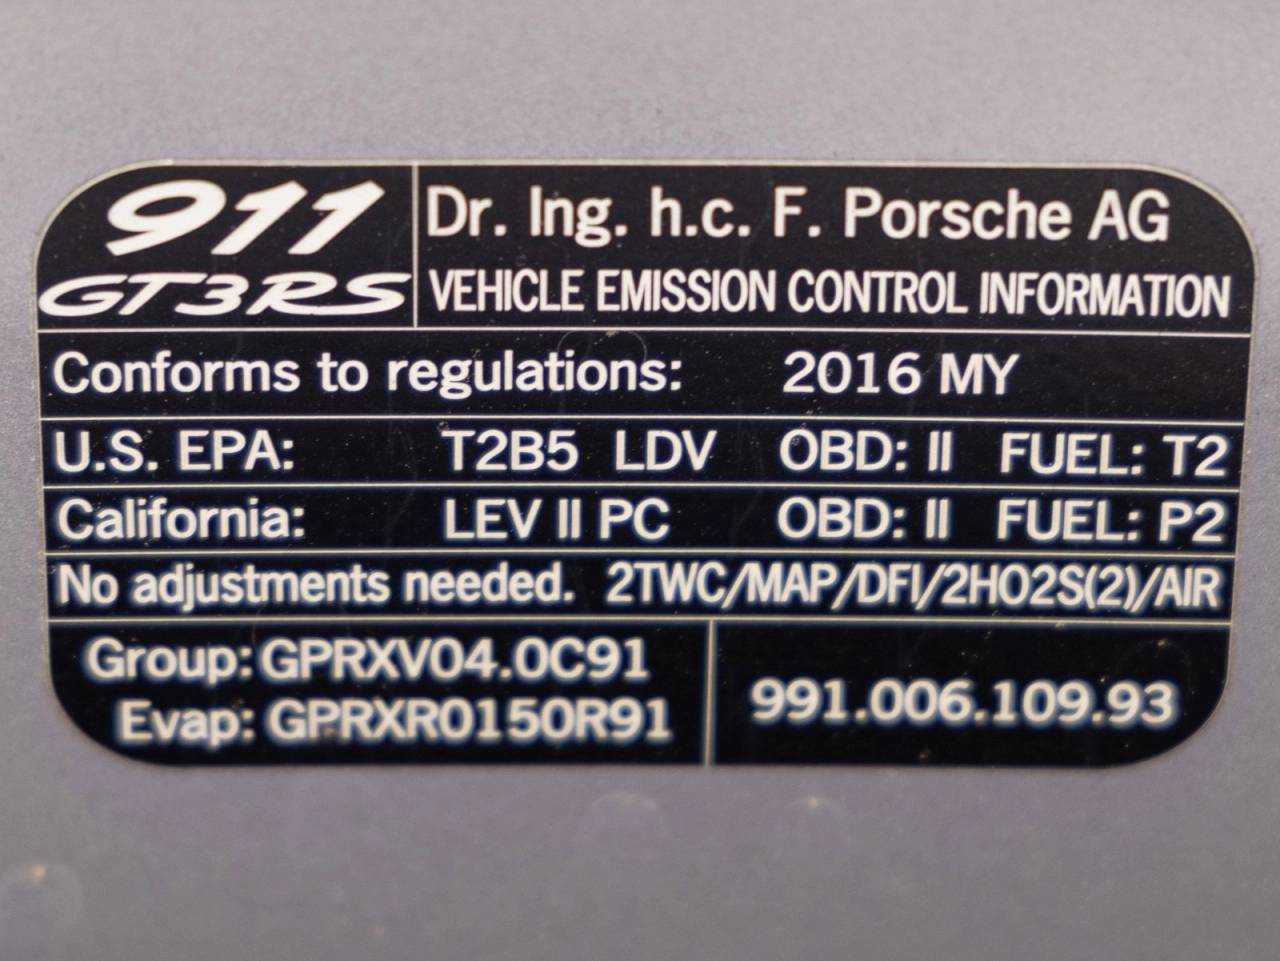 911
GT3RS
Dr. Ing. h.c. F. Porsche AG
VEHICLE EMISSION CONTROL INFORMATION
Conforms to regulations: 2016 MY
U.S. EPA: T2B5 LDV OBD: II FUEL: T2
California: LEV II PC OBD: II FUEL: P2
No adjustments needed. 2TWC/MAP/DFI/2HO2S(2)/AIR
Group: GPRXV04.0C91
Evap: GPRXR0150R91
991.006.109.93